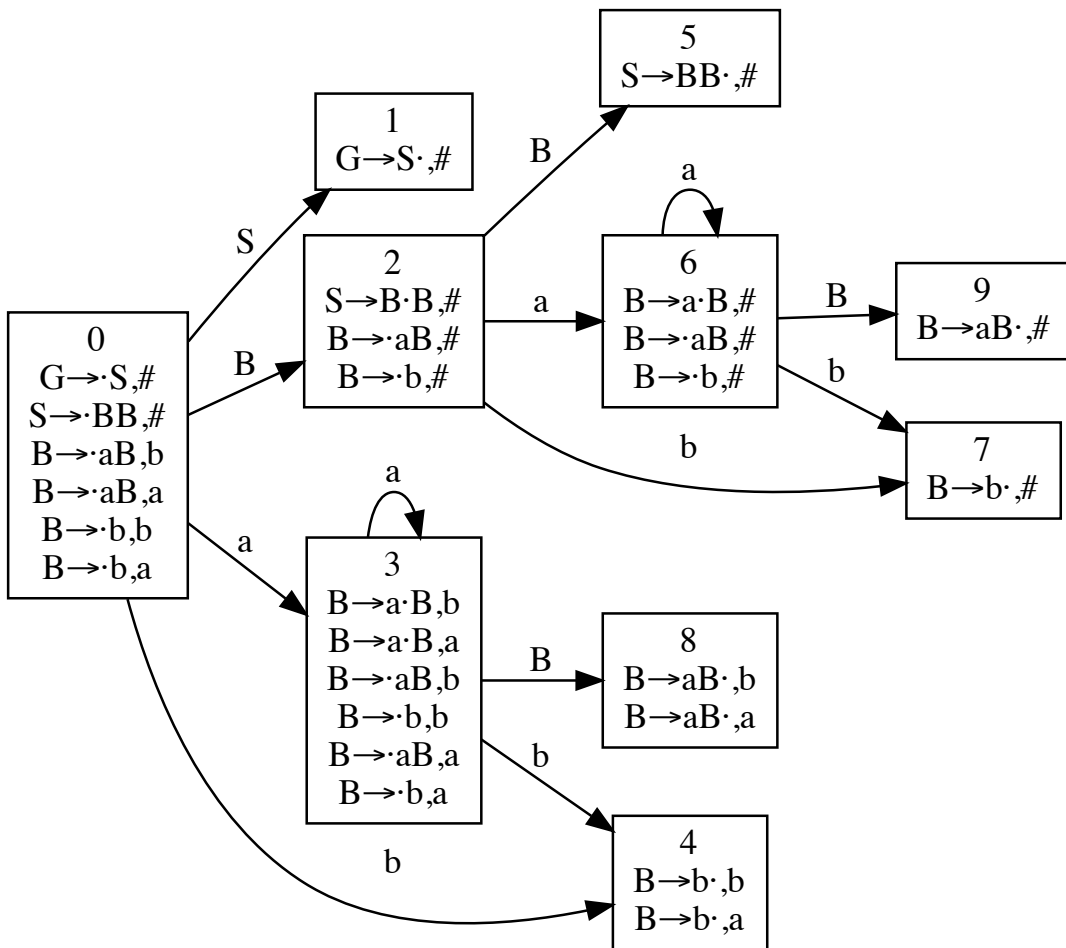 5
S→BB·,#
1
G→S·,#
B
a
S
2
S→B·B,#
B→·aB,#
B→·b,#
6
B→a·B,#
B→·aB,#
B→·b,#
9
B→aB·,#
a
B
0
G→·S,#
S→·BB,#
B→·aB,b
B→·aB,a
B→·b,b
B→·b,a
B
b
b
7
B→b·,#
a
a
3
B→a·B,b
B→a·B,a
B→·aB,b
B→·b,b
B→·aB,a
B→·b,a
B
8
B→aB·,b
B→aB·,a
b
b
4
B→b·,b
B→b·,a